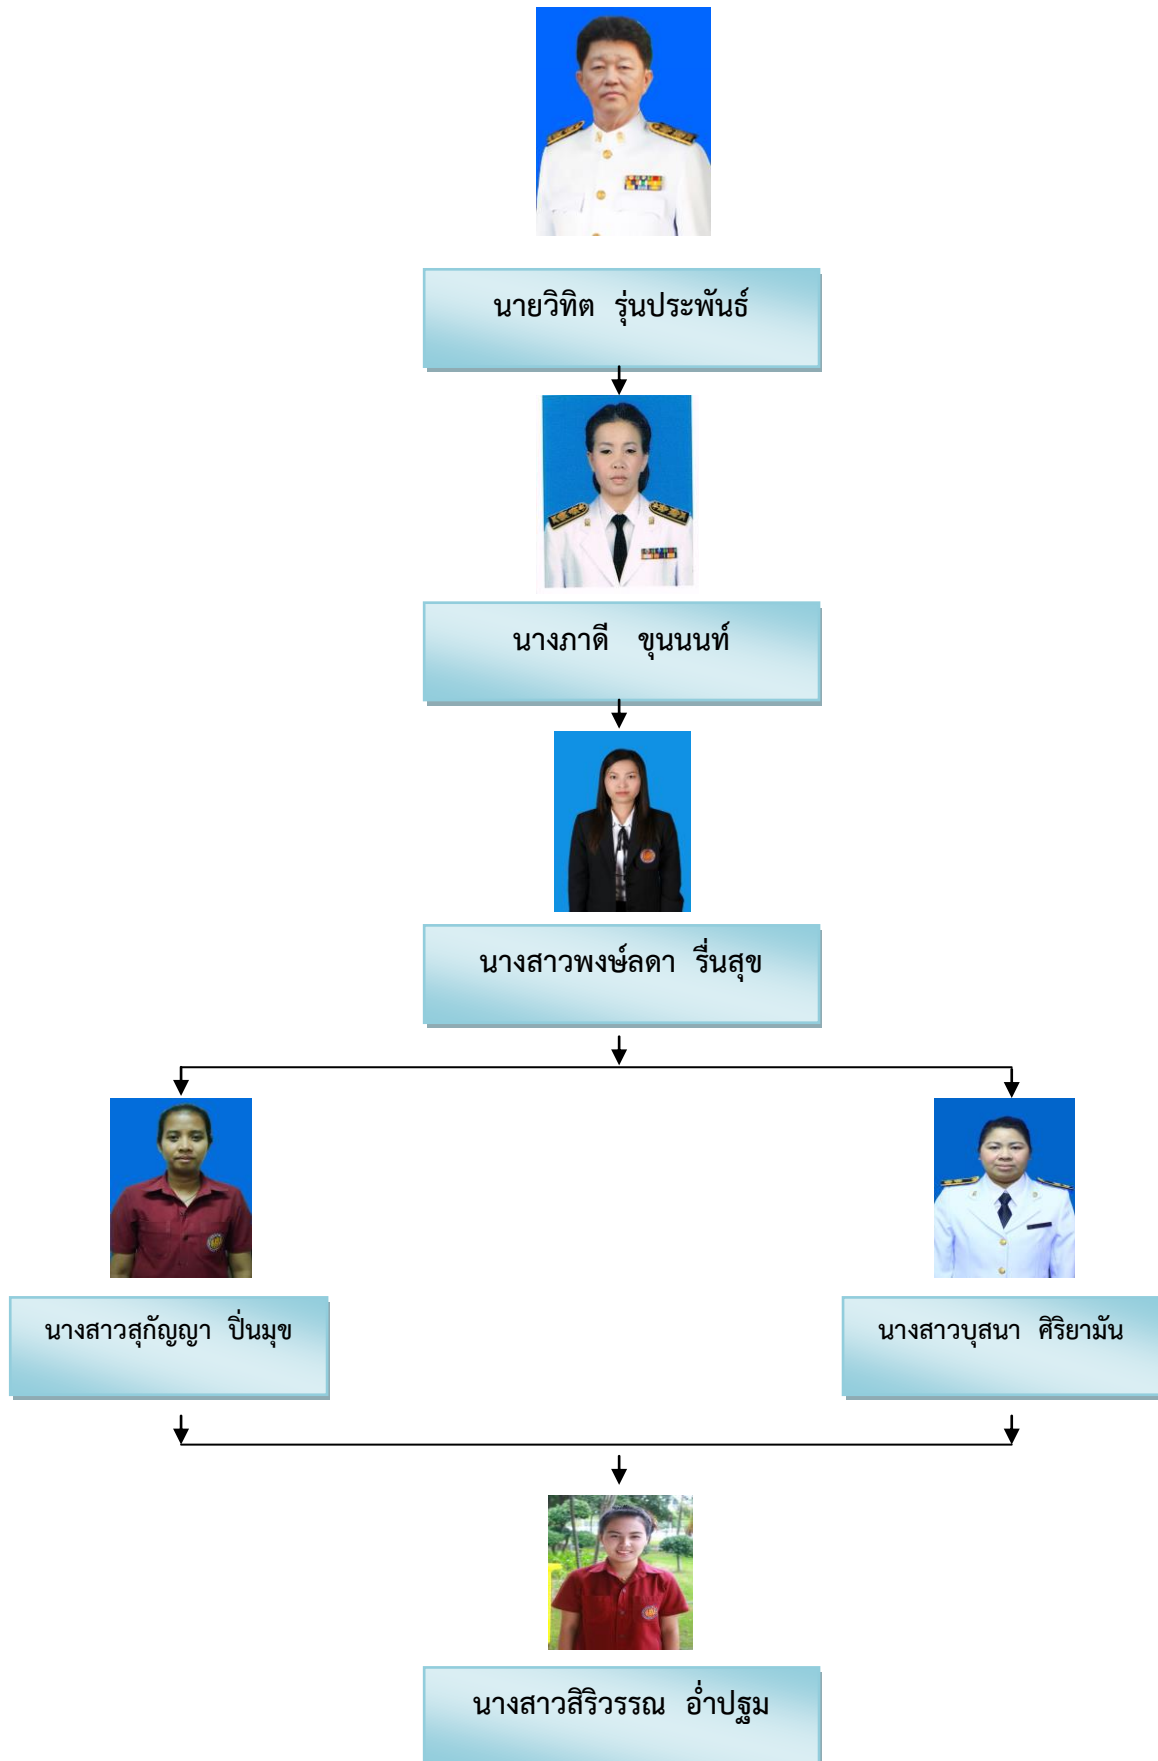 นายวิทิต รุ่นประพันธ์
นางภาดี ขุนนนท์
นางสาวพงษ์ลดา รื่นสุข
นางสาวสุกัญญา ปิ่นมุข
นางสาวบุสนา ศิริยามัน
นางสาวสิริวรรณ อ่ำปฐม